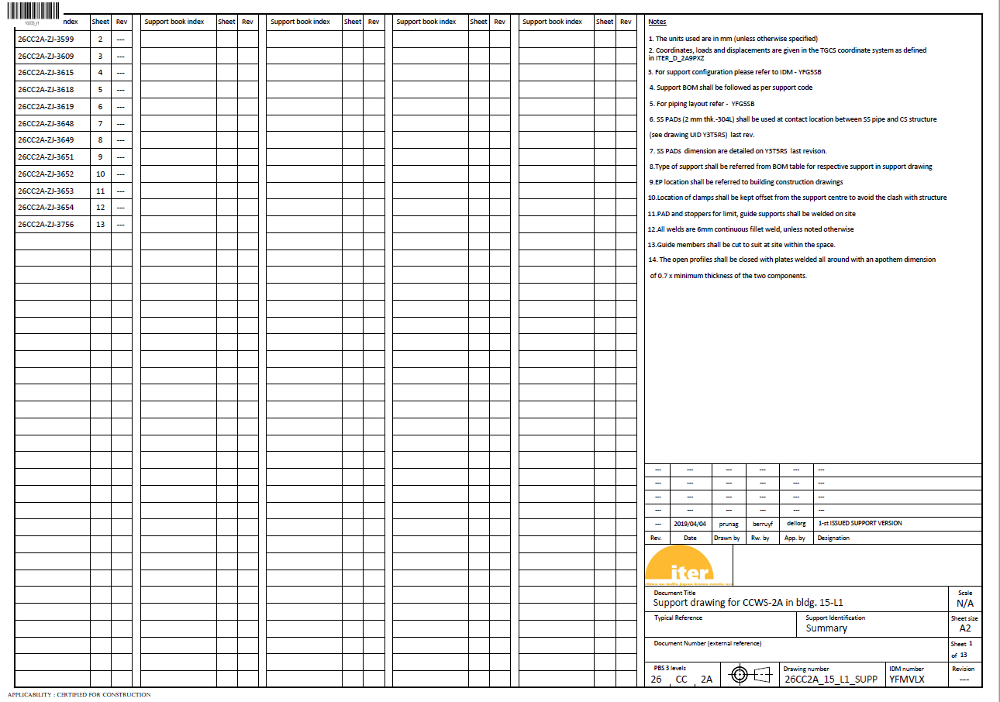 ndex Sheet Rev Support book index Sheet Rev Support book index Sheet Rev Support book index Sheet Rev Support book index Sheet Rev
26CC2A-ZJ-3599 2 ---
26CC2A-ZJ-3609 3 ---
26CC2A-ZJ-3615 4 ---
26CC2A-ZJ-3618 5 ---
26CC2A-ZJ-3619 6 ---
26CC2A-ZJ-3648 7 ---
26CC2A-ZJ-3649 8 ---
26CC2A-ZJ-3651 9 ---
26CC2A-ZJ-3652 10 ---
26CC2A-ZJ-3653 11 ---
26CC2A-ZJ-3654 12 ---
26CC2A-ZJ-3756 13 ---
Notes
1. The units used are in mm (unless otherwise specified)
2. Coordinates, loads and displacements are given in the TGCS coordinate system as defined
in ITER_D_2A9PXZ
3. For support configuration please refer to IDM - YFG5SB
4. Support BOM shall be followed as per support code
5. For piping layout refer - YFG5SB
6. SS PADs (2 mm thk.-304L) shall be used at contact location between SS pipe and CS structure
(see drawing UID Y3T5RS) last rev.
7. SS PADs dimension are detailed on Y3T5RS last revison.
8.Type of support shall be referred from BOM table for respective support in support drawing
9.EP location shall be referred to building construction drawings
10.Location of clamps shall be kept offset from the support centre to avoid the clash with structure
11.PAD and stoppers for limit, guide supports shall be welded on site
12.All welds are 6mm continuous fillet weld, unless noted otherwise
13.Guide members shall be cut to suit at site within the space.
14. The open profiles shall be closed with plates welded all around with an apothem dimension
of 0.7 x minimum thickness of the two components.
--- --- --- --- --- ---
--- --- --- --- --- ---
--- --- --- --- --- ---
--- --- --- --- --- ---
--- 2019/04/04 prunag berruyf dellorg 1-st ISSUED SUPPORT VERSION
Rev. Date Drawn by Rw. by App. by Designation
iter
china eu india japan korea russia usa
Document Title
Support drawing for CCWS-2A in bldg. 15-L1
Scale
N/A
Typical Reference
Support Identification
Summary
Sheet size
A2
Document Number (external reference)
Sheet 1
of 13
PBS 3 levels
26 CC 2A
Drawing number
26CC2A_15_L1_SUPP
IDM number
YFMVLX
Revision
---
APPLICABILITY : CERTIFIED FOR CONSTRUCTION